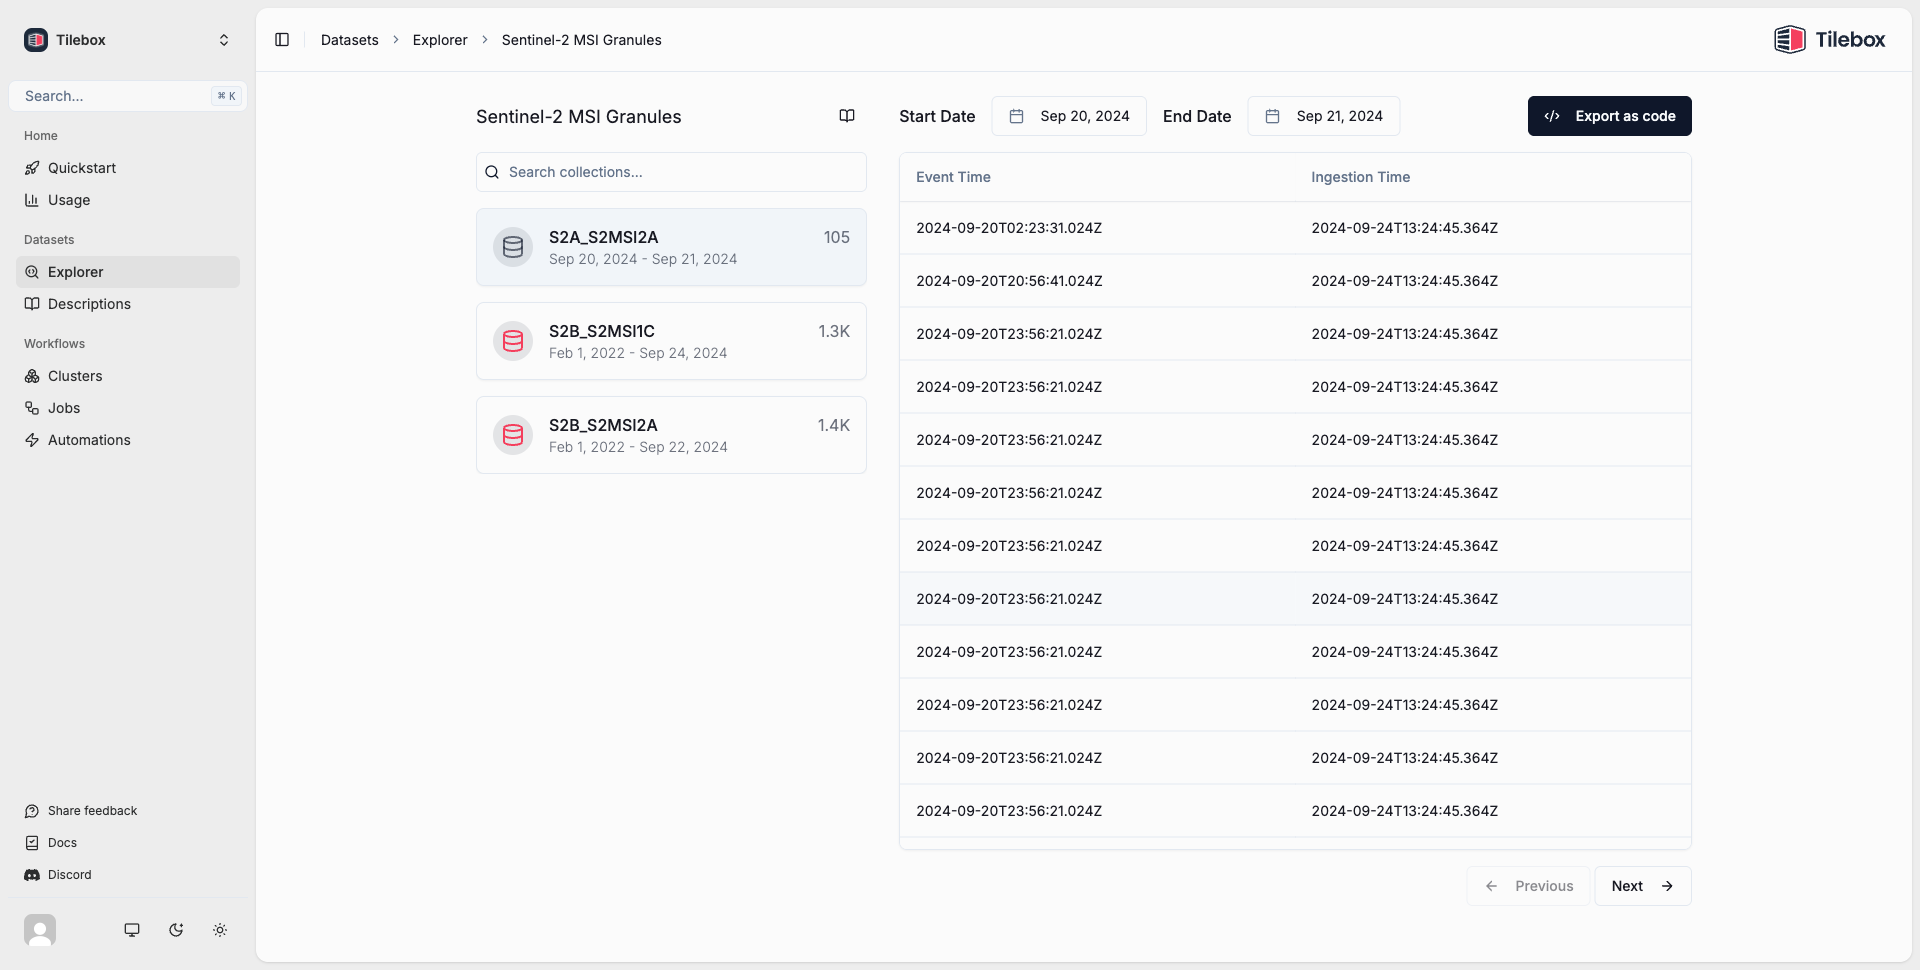 Tilebox
Search...
⌘ K
Home
Quickstart
Usage
Datasets
Explorer
Descriptions
Workflows
Clusters
Jobs
Automations
Share feedback
Docs
Discord
Datasets > Explorer > Sentinel-2 MSI Granules
Tilebox
Sentinel-2 MSI Granules
Search collections...
S2A_S2MSI2A 105
Sep 20, 2024 - Sep 21, 2024
S2B_S2MSI1C 1.3K
Feb 1, 2022 - Sep 24, 2024
S2B_S2MSI2A 1.4K
Feb 1, 2022 - Sep 22, 2024
Start Date Sep 20, 2024 End Date Sep 21, 2024 Export as code
Event Time Ingestion Time
2024-09-20T02:23:31.024Z 2024-09-24T13:24:45.364Z
2024-09-20T20:56:41.024Z 2024-09-24T13:24:45.364Z
2024-09-20T23:56:21.024Z 2024-09-24T13:24:45.364Z
2024-09-20T23:56:21.024Z 2024-09-24T13:24:45.364Z
2024-09-20T23:56:21.024Z 2024-09-24T13:24:45.364Z
2024-09-20T23:56:21.024Z 2024-09-24T13:24:45.364Z
2024-09-20T23:56:21.024Z 2024-09-24T13:24:45.364Z
2024-09-20T23:56:21.024Z 2024-09-24T13:24:45.364Z
2024-09-20T23:56:21.024Z 2024-09-24T13:24:45.364Z
2024-09-20T23:56:21.024Z 2024-09-24T13:24:45.364Z
2024-09-20T23:56:21.024Z 2024-09-24T13:24:45.364Z
2024-09-20T23:56:21.024Z 2024-09-24T13:24:45.364Z
Previous Next